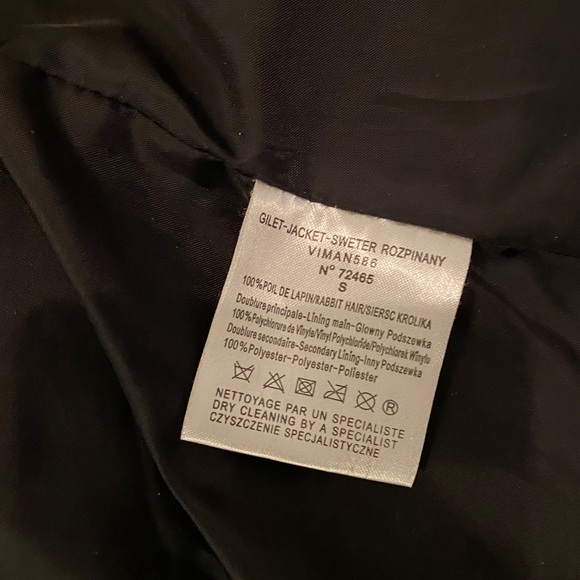 GILET-JACKET-SWETER ROZPINANY
VIMAN586
N° 72465
S
100%POIL DE LAPIN/RABBIT HAIR/SIERSC KROLIKA
Doublure principale-Lining main-Glowny Podszewka
100%Polychlorure de Vinyle/Vinyl Polychloride/Polychlorek Winylu
Doublure secondaire-Secondary Lining-Inny Podszewka
100%Polyester-Polyester-Poliester
®
NETTOYAGE PAR UN SPECIALISTE
DRY CLEANING BY A SPECIALIST
CZYSZCZENIE SPECJALISTYCZNE